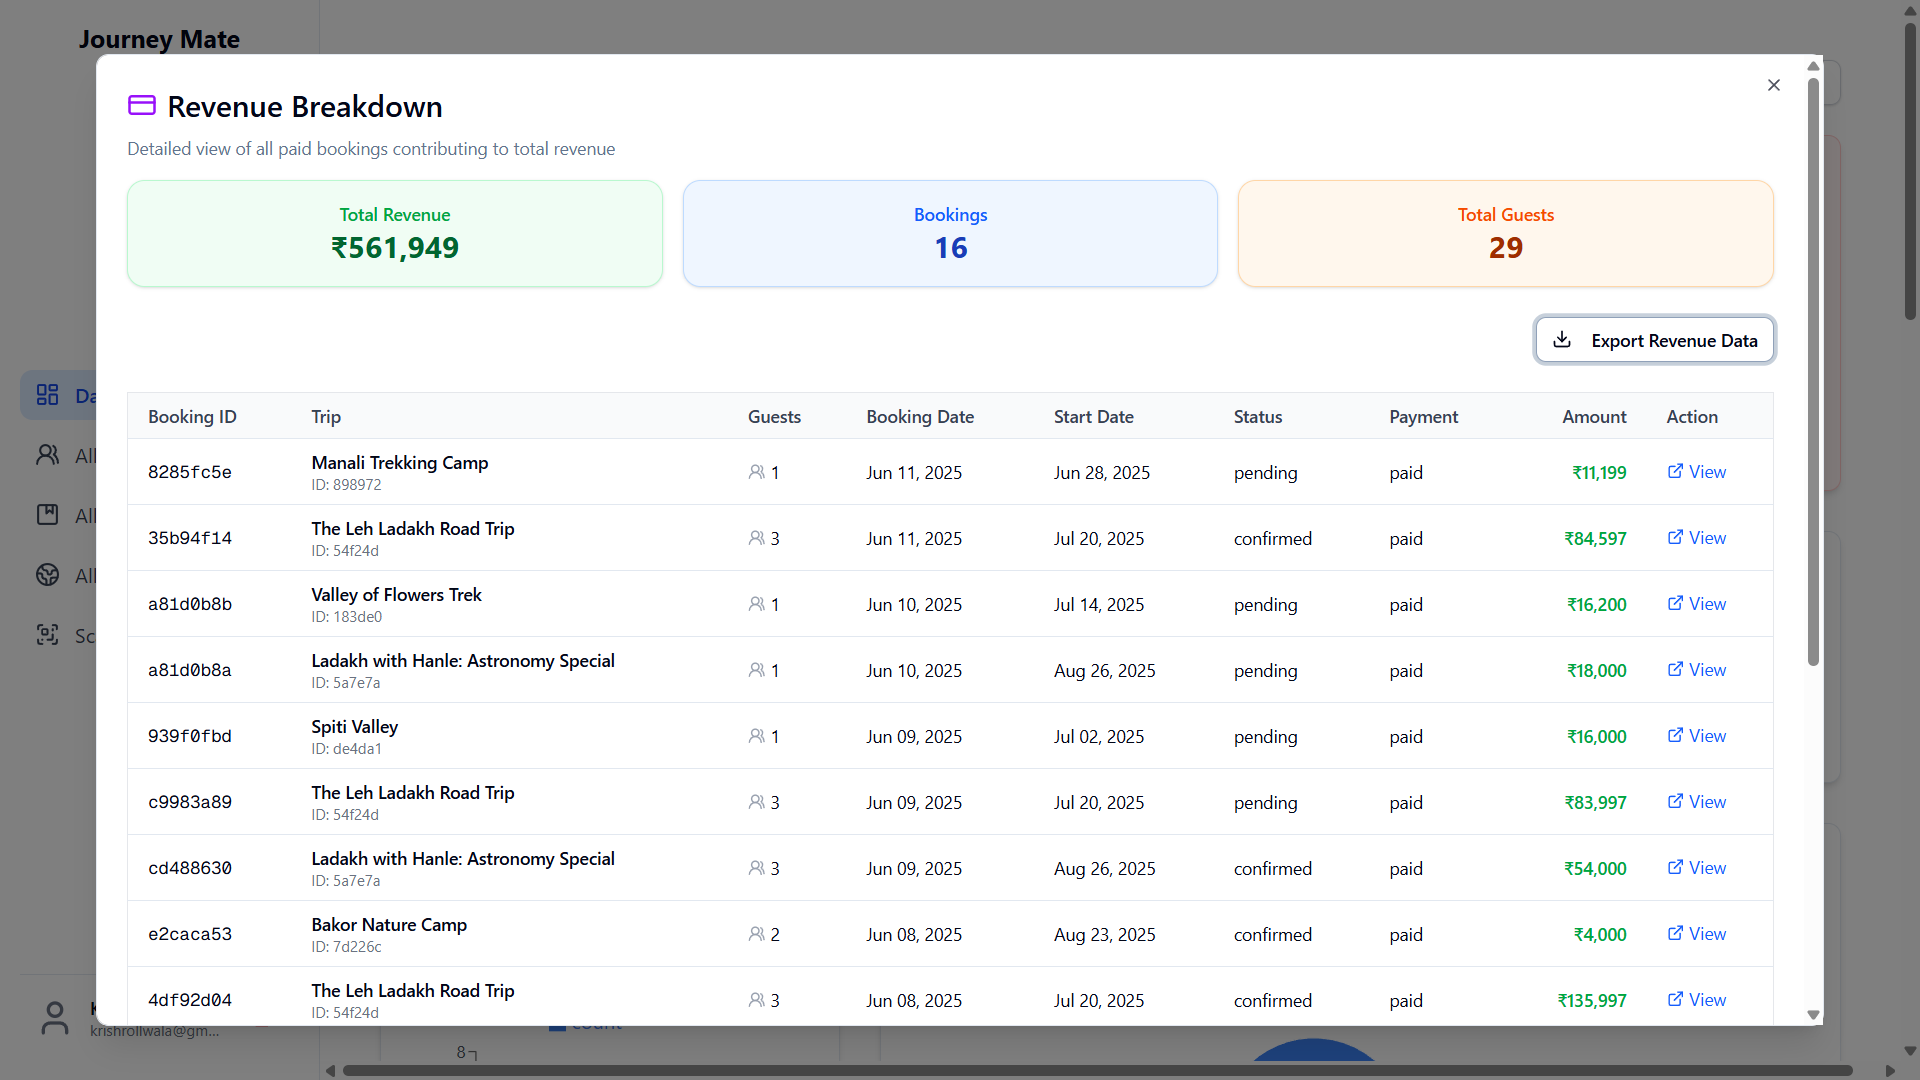 Journey Mate
Revenue Breakdown
Detailed view of all paid bookings contributing to total revenue
Total Revenue
₹561,949
Bookings
16
Total Guests
29
Export Revenue Data
Booking ID Trip Guests Booking Date Start Date Status Payment Amount Action
8285fc5e Manali Trekking Camp 1 Jun 11, 2025 Jun 28, 2025 pending paid ₹11,199 View
ID: 898972
35b94f14 The Leh Ladakh Road Trip 3 Jun 11, 2025 Jul 20, 2025 confirmed paid ₹84,597 View
ID: 54f24d
a81d0b8b Valley of Flowers Trek 1 Jun 10, 2025 Jul 14, 2025 pending paid ₹16,200 View
ID: 183de0
a81d0b8a Ladakh with Hanle: Astronomy Special 1 Jun 10, 2025 Aug 26, 2025 pending paid ₹18,000 View
ID: 5a7e7a
939f0fbd Spiti Valley 1 Jun 09, 2025 Jul 02, 2025 pending paid ₹16,000 View
ID: de4da1
c9983a89 The Leh Ladakh Road Trip 3 Jun 09, 2025 Jul 20, 2025 pending paid ₹83,997 View
ID: 54f24d
cd488630 Ladakh with Hanle: Astronomy Special 3 Jun 09, 2025 Aug 26, 2025 confirmed paid ₹54,000 View
ID: 5a7e7a
e2caca53 Bakor Nature Camp 2 Jun 08, 2025 Aug 23, 2025 confirmed paid ₹4,000 View
ID: 7d226c
4df92d04 The Leh Ladakh Road Trip 3 Jun 08, 2025 Jul 20, 2025 confirmed paid ₹135,997 View
ID: 54f24d
Da
All
All
All
Sc
K
krishrollwala@gm...
8